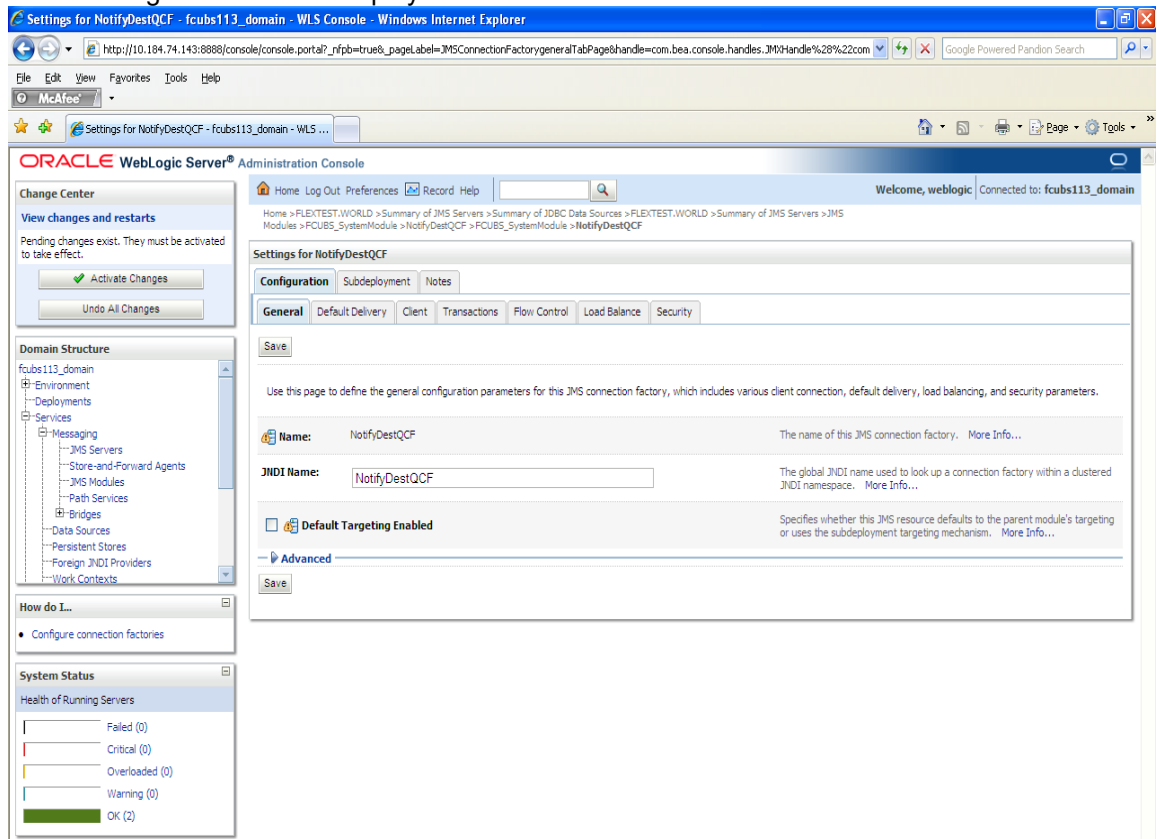 Settings for NotifyDestQCF - fcubs113_domain - WLS Console - Windows Internet Explorer
http://10.184.74.143:8888/console/console.portal?_nfpb=true&_pageLabel=JMSConnectionFactorygeneralTabPage&handle=com.bea.console.handles.JMXHandle%28%22com
Google Powered Pandion Search
File Edit View Favorites Tools Help
McAfee
Settings for NotifyDestQCF - fcubs113_domain - WLS ...
Page Tools »
ORACLE WebLogic Server® Administration Console
Change Center
View changes and restarts
Pending changes exist. They must be activated
to take effect.
Activate Changes
Undo All Changes
Domain Structure
fcubs113_domain
Environment
Deployments
Services
Messaging
JMS Servers
Store-and-Forward Agents
JMS Modules
Path Services
Bridges
Data Sources
Persistent Stores
Foreign JNDI Providers
Work Contexts
How do I...
Configure connection factories
System Status
Health of Running Servers
Failed (0)
Critical (0)
Overloaded (0)
Warning (0)
OK (2)
Home Log Out Preferences Record Help
Welcome, weblogic Connected to: fcubs113_domain
Home >FLEXTEST.WORLD >Summary of JMS Servers >Summary of JDBC Data Sources >FLEXTEST.WORLD >Summary of JMS Servers >JMS
Modules >FCUBS_SystemModule >NotifyDestQCF >FCUBS_SystemModule >NotifyDestQCF
Settings for NotifyDestQCF
Configuration Subdeployment Notes
General Default Delivery Client Transactions Flow Control Load Balance Security
Save
Use this page to define the general configuration parameters for this JMS connection factory, which includes various client connection, default delivery, load balancing, and security parameters.
Name: NotifyDestQCF The name of this JMS connection factory. More Info...
JNDI Name: NotifyDestQCF The global JNDI name used to look up a connection factory within a clustered
JNDI namespace. More Info...
Default Targeting Enabled Specifies whether this JMS resource defaults to the parent module's targeting
or uses the subdeployment targeting mechanism. More Info...
Advanced
Save